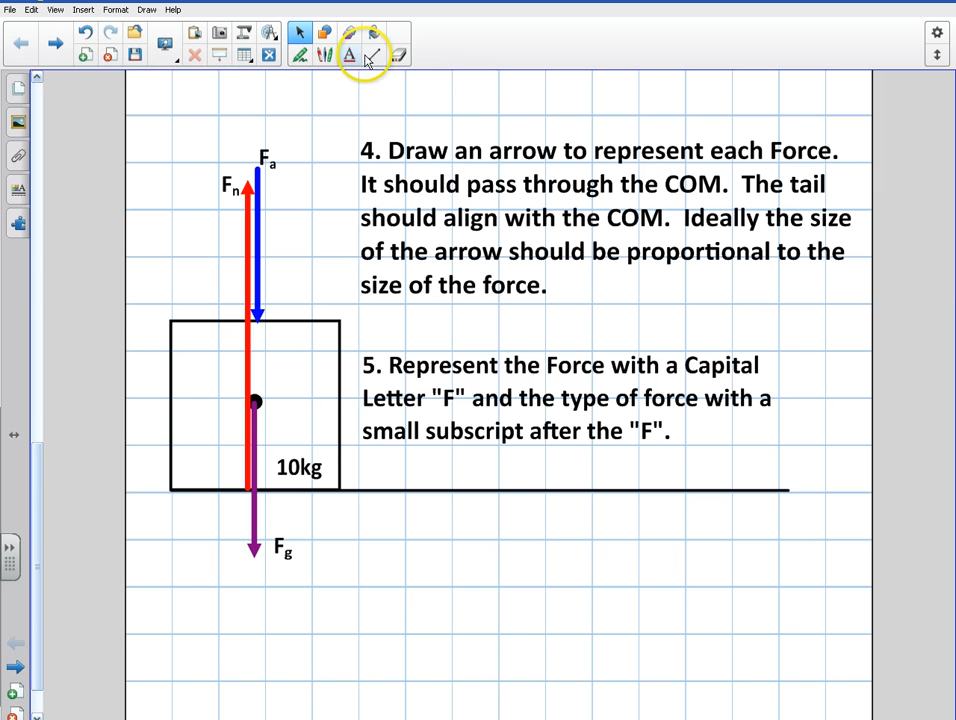 File Edit View Insert Format Draw Help
4. Draw an arrow to represent each Force.
It should pass through the COM. The tail
should align with the COM. Ideally the size
of the arrow should be proportional to the
size of the force.
Fa
Fn
5. Represent the Force with a Capital
Letter "F" and the type of force with a
small subscript after the "F".
10kg
Fg